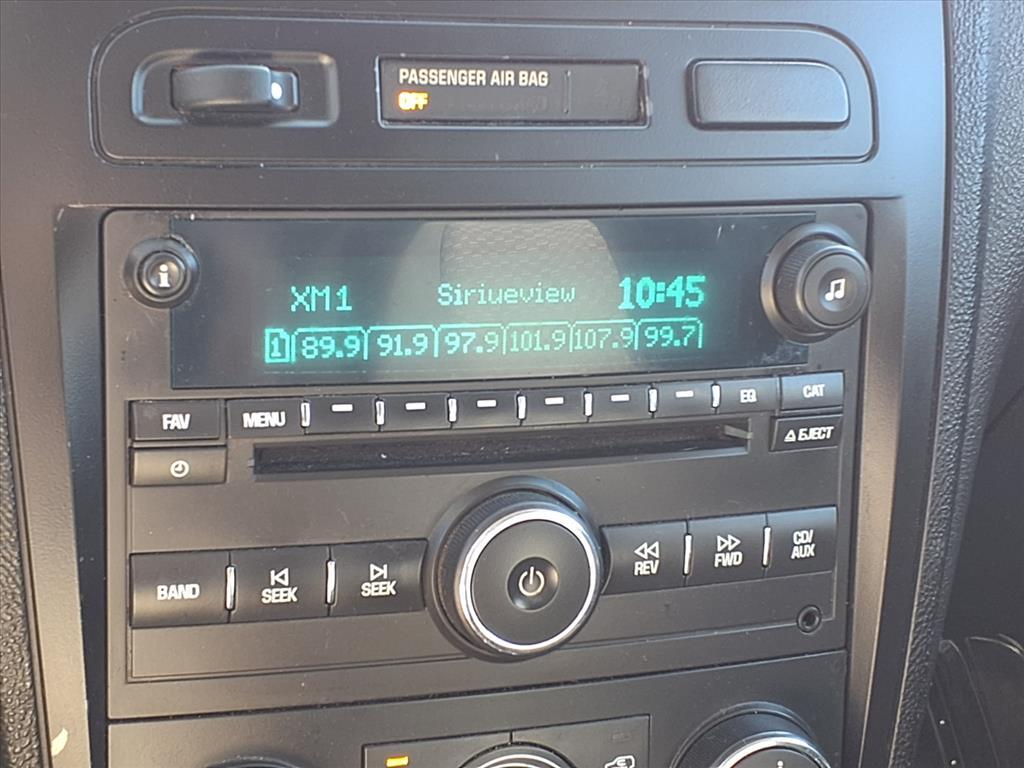 PASSENGER AIR BAG
OFF
i
XM1 Siriueview 10:45
1 89.9 91.9 97.9 101.9 107.9 99.7
FAV MENU EQ CAT
EJECT
BAND SEEK SEEK REV FWD CD/
AUX